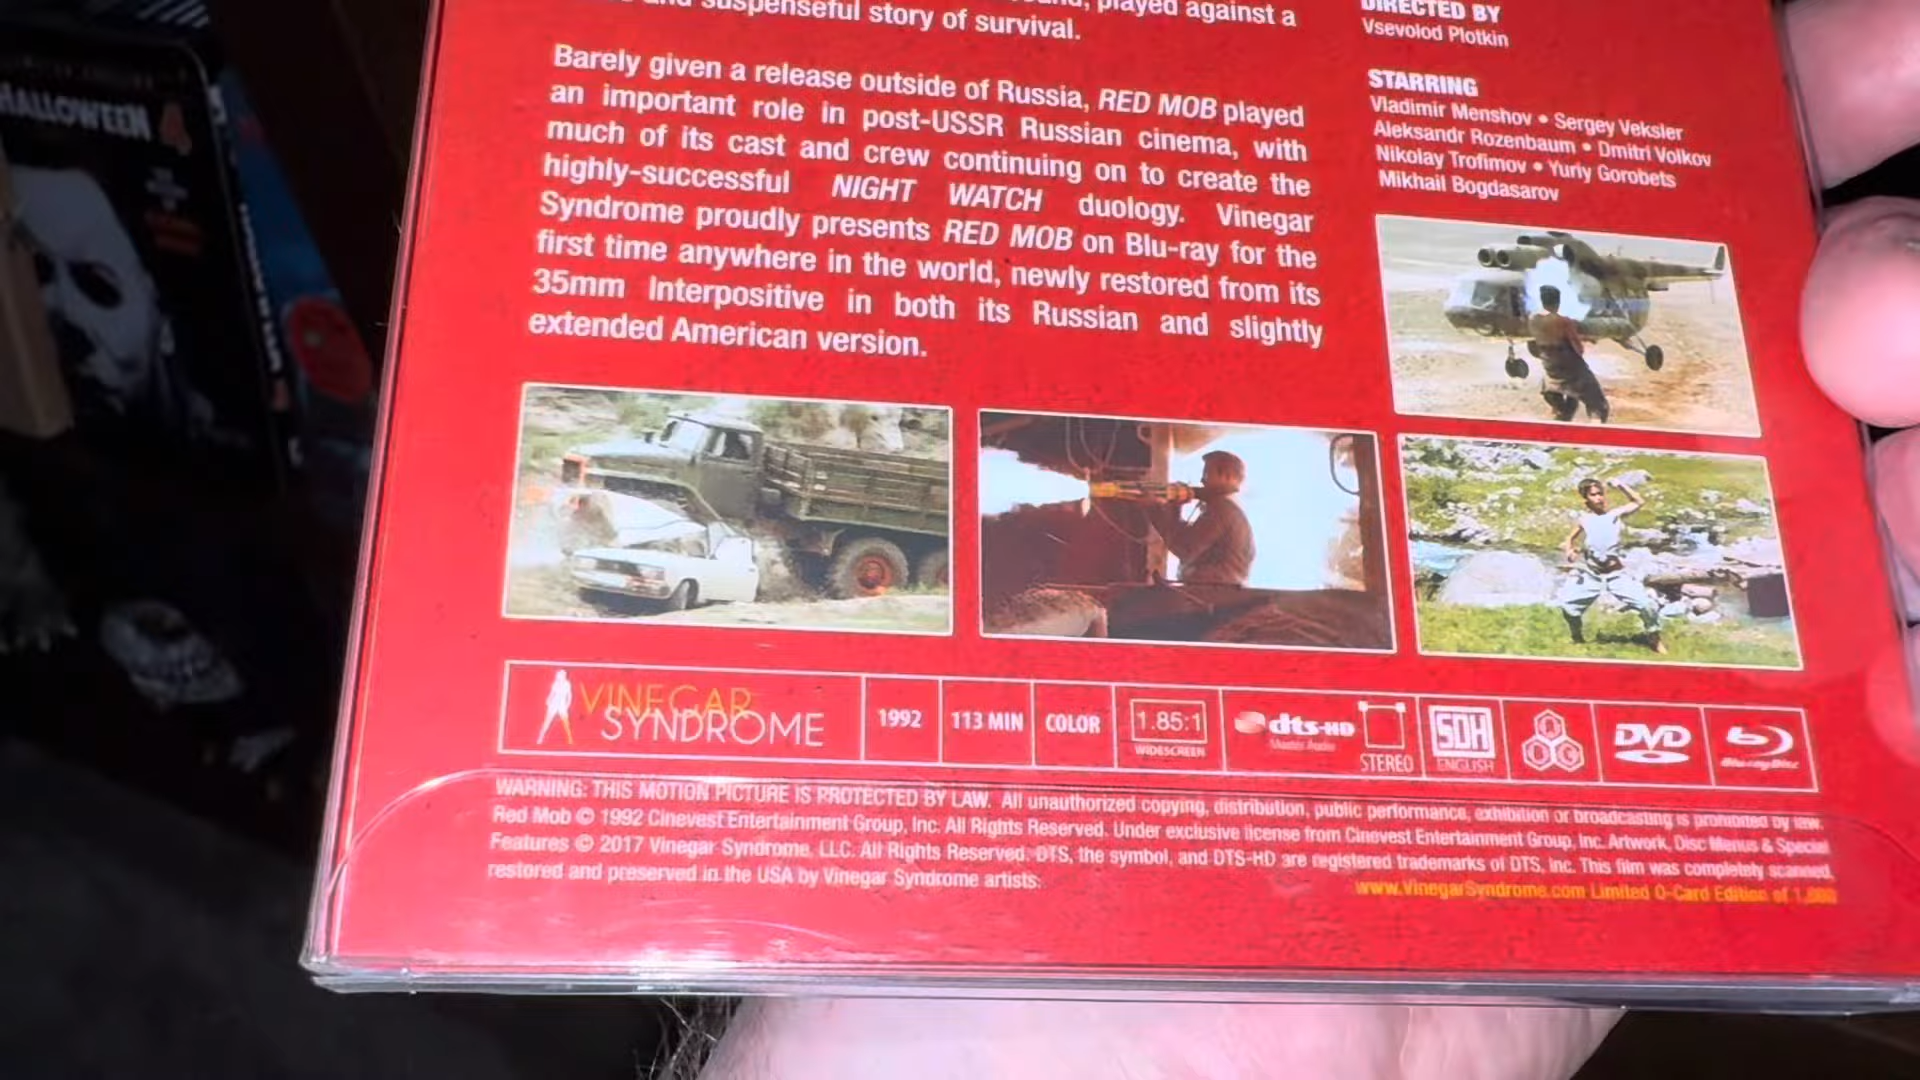 played against a
and suspenseful story of survival.
Barely given a release outside of Russia, RED MOB played
an important role in post-USSR Russian cinema, with
much of its cast and crew continuing on to create the
highly-successful NIGHT WATCH duology. Vinegar
Syndrome proudly presents RED MOB on Blu-ray for the
first time anywhere in the world, newly restored from its
35mm Interpositive in both its Russian and slightly
extended American version.
DIRECTED BY
Vsevolod Plotkin
STARRING
Vladimir Menshov • Sergey Veksler
Aleksandr Rozenbaum • Dmitri Volkov
Nikolay Trofimov • Yuriy Gorobets
Mikhail Bogdasarov
HALLOWEEN 4
VINEGAR
SYNDROME
1992
113 MIN
COLOR
1.85:1
WIDESCREEN
dts-HD
Master Audio
STEREO
SDH
ENGLISH
DVD
Blu-ray Disc
WARNING: THIS MOTION PICTURE IS PROTECTED BY LAW. All unauthorized copying, distribution, public performance, exhibition or broadcasting is prohibited by law.
Red Mob © 1992 Cinevest Entertainment Group, Inc. All Rights Reserved. Under exclusive license from Cinevest Entertainment Group, Inc. Artwork, Disc Menus & Special
Features © 2017 Vinegar Syndrome, LLC. All Rights Reserved. DTS, the symbol, and DTS-HD are registered trademarks of DTS, Inc. This film was completely scanned,
restored and preserved in the USA by Vinegar Syndrome artists.
www.VinegarSyndrome.com Limited O-Card Edition of